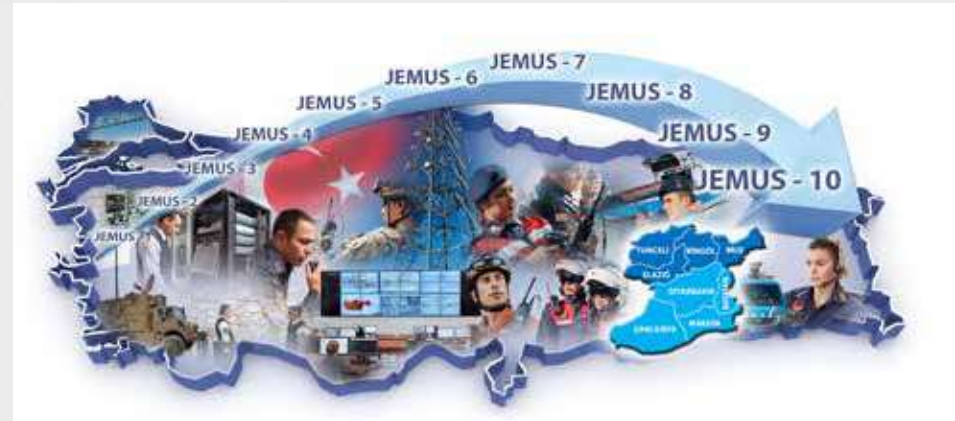 JEMUS
JEMUS - 2
JEMUS - 3
JEMUS - 4
JEMUS - 5
JEMUS - 6
JEMUS - 7
JEMUS - 8
JEMUS - 9
JEMUS - 10
TUNCELİ
BİNGÖL
MUŞ
ELAZIĞ
DİYARBAKIR
BATMAN
ŞANLIURFA
MARDİN